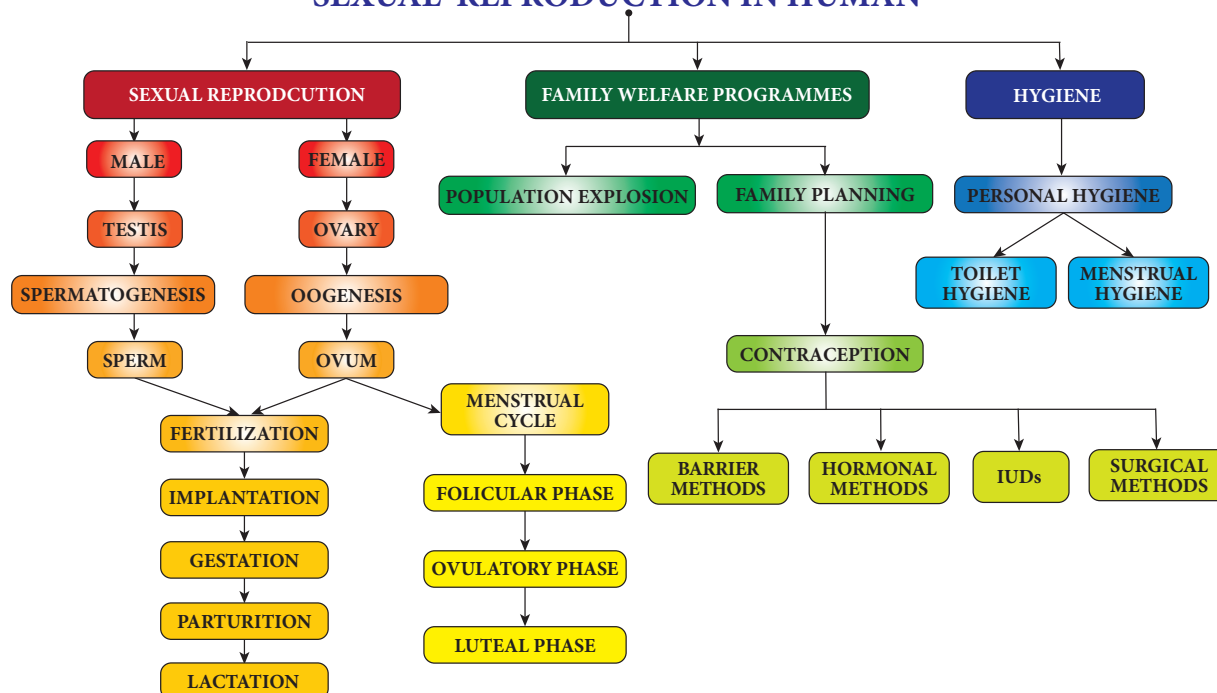 SEXUAL REPRODUCTION IN HUMAN
SEXUAL REPRODCUTION
FAMILY WELFARE PROGRAMMES
HYGIENE
MALE
FEMALE
POPULATION EXPLOSION
FAMILY PLANNING
PERSONAL HYGIENE
TESTIS
OVARY
TOILET
HYGIENE
MENSTRUAL
HYGIENE
SPERMATOGENESIS
OOGENESIS
SPERM
OVUM
CONTRACEPTION
MENSTRUAL
CYCLE
FERTILIZATION
BARRIER
METHODS
HORMONAL
METHODS
IUDs
SURGICAL
METHODS
IMPLANTATION
FOLICULAR PHASE
GESTATION
OVULATORY PHASE
PARTURITION
LUTEAL PHASE
LACTATION